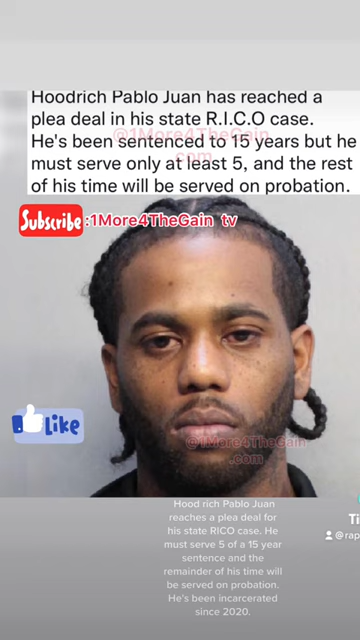 Hoodrich Pablo Juan has reached a
plea deal in his state R.I.C.O case.
@1More4TheGain
He's been sentenced to 15 years but he
.com
must serve only at least 5, and the rest
of his time will be served on probation.
Subscribe:1More4TheGain tv
Like
@1More4TheGain
.com
Hood rich Pablo Juan
reaches a plea deal for
his state RICO case. He
must serve 5 of a 15 year
sentence and the
remainder of his time will
be served on probation.
He's been incarcerated
since 2020.
Ti
@rap